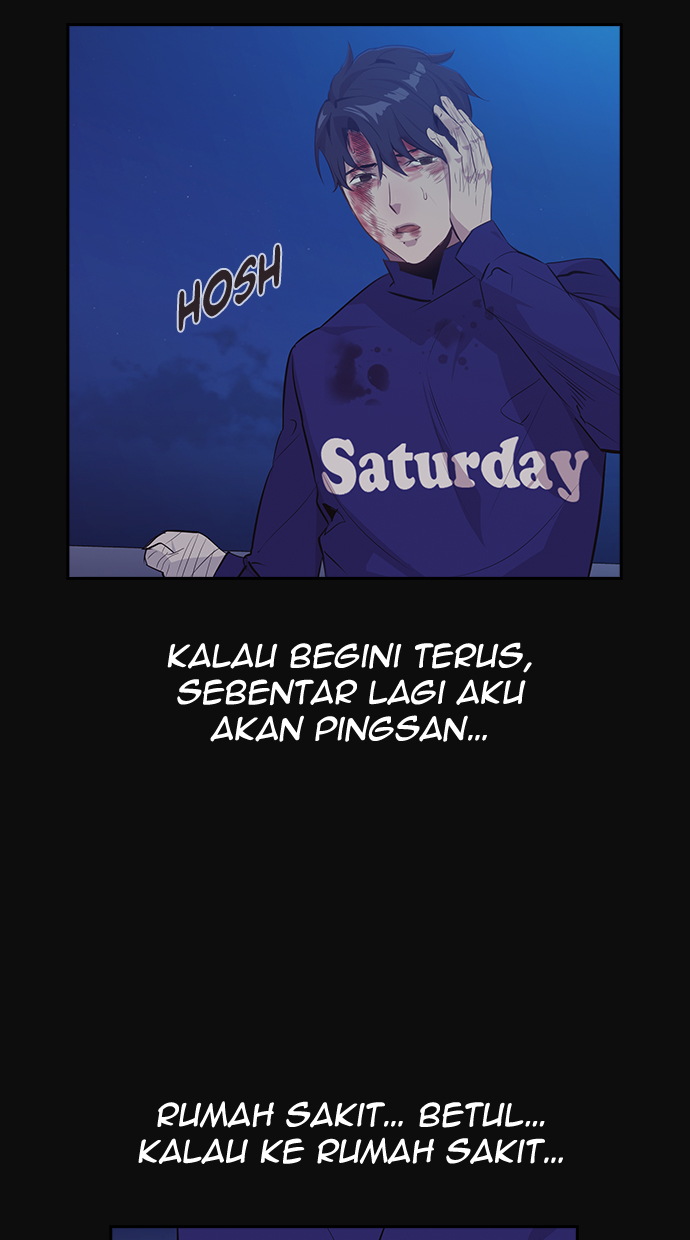 HOSH
Saturday
KALAU BEGINI TERUS,
SEBENTAR LAGI AKU
AKAN PINGSAN...
RUMAH SAKIT... BETUL...
KALAU KE RUMAH SAKIT...